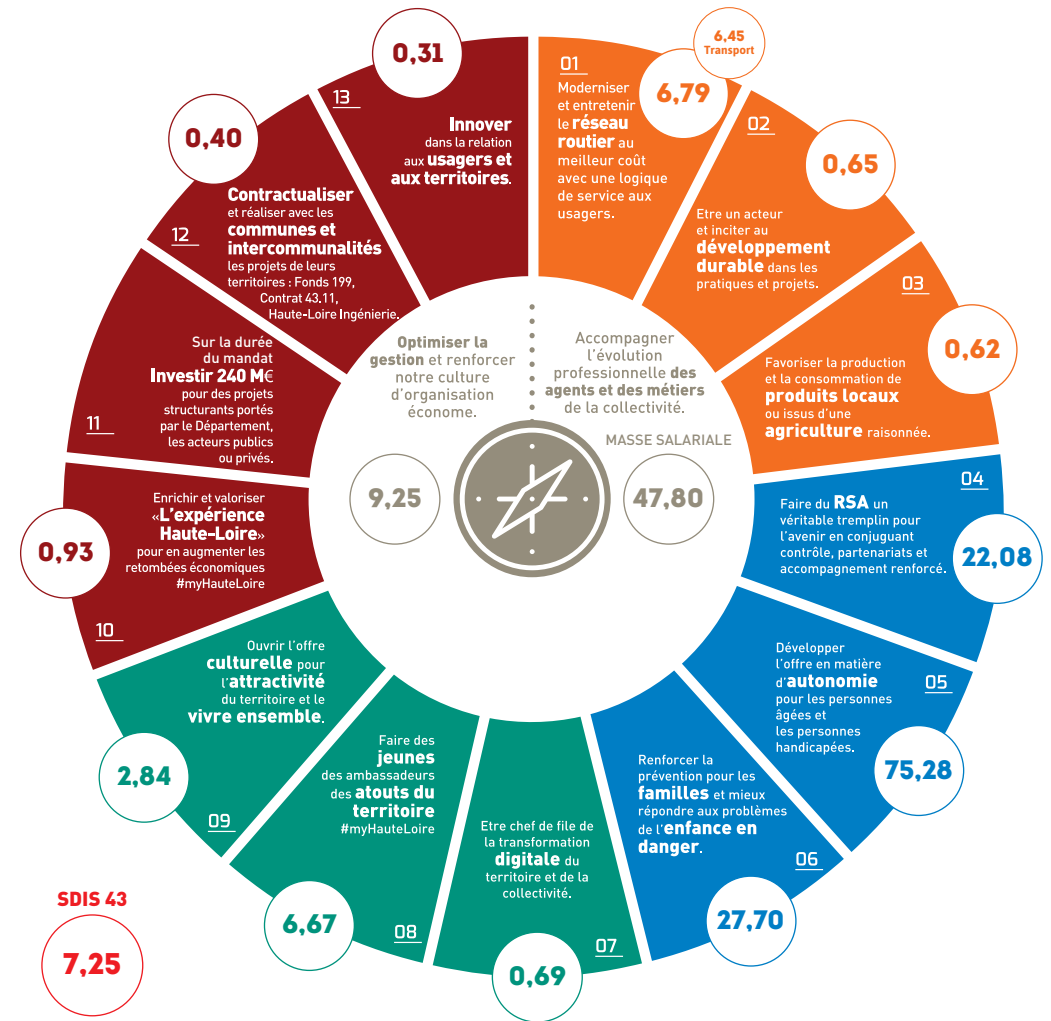 01
Moderniser
et entretenir
le réseau
routier au
meilleur coût
avec une logique
de service aux
usagers.
6,79
6,45
Transport
02
Etre un acteur
et inciter au
développement
durable dans les
pratiques et projets.
0,65
03
Favoriser la production
et la consommation de
produits locaux
ou issus d'une
agriculture raisonnée.
0,62
04
Faire du RSA un
véritable tremplin pour
l'avenir en conjuguant
contrôle, partenariats et
accompagnement renforcé.
22,08
05
Développer
l'offre en matière
d'autonomie
pour les personnes
âgées et
les personnes
handicapées.
75,28
06
Renforcer la
prévention pour les
familles et mieux
répondre aux problèmes
de l'enfance en
danger.
27,70
07
Etre chef de file de
la transformation
digitale du
territoire et de la
collectivité.
0,69
08
Faire des
jeunes
des ambassadeurs
des atouts du
territoire
#myHauteLoire
6,67
09
Ouvrir l'offre
culturelle pour
l'attractivité
du territoire et le
vivre ensemble.
2,84
10
Enrichir et valoriser
«L'expérience
Haute-Loire»
pour en augmenter les
retombées économiques
#myHauteLoire
0,93
11
Sur la durée
du mandat
Investir 240 M€
pour des projets
structurants portés
par le Département,
les acteurs publics
ou privés.
12
Contractualiser
et réaliser avec les
communes et
intercommunalités
les projets de leurs
territoires : Fonds 199,
Contrat 43.11,
Haute-Loire Ingénierie.
0,40
13
Innover
dans la relation
aux usagers et
aux territoires.
0,31
Optimiser la
gestion et renforcer
notre culture
d'organisation
économe.
9,25
Accompagner
l'évolution
professionnelle des
agents et des métiers
de la collectivité.
MASSE SALARIALE
47,80
SDIS 43
7,25